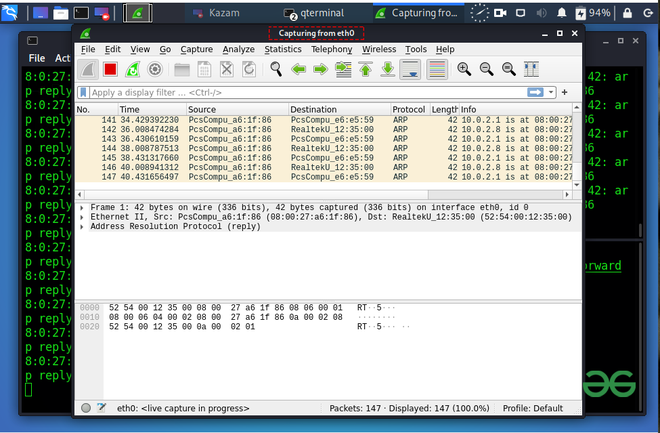 Kazam
qterminal
Capturing fro...
94%
Capturing from eth0
File Edit View Go Capture Analyze Statistics Telephony Wireless Tools Help
Apply a display filter ... <Ctrl-/>
No. Time Source Destination Protocol Length Info
141 34.429392230 PcsCompu_a6:1f:86 PcsCompu_e6:e5:59 ARP 42 10.0.2.1 is at 08:00:27
142 36.008474284 PcsCompu_a6:1f:86 RealtekU_12:35:00 ARP 42 10.0.2.8 is at 08:00:27
143 36.430610159 PcsCompu_a6:1f:86 PcsCompu_e6:e5:59 ARP 42 10.0.2.1 is at 08:00:27
144 38.008787513 PcsCompu_a6:1f:86 RealtekU_12:35:00 ARP 42 10.0.2.8 is at 08:00:27
145 38.431317660 PcsCompu_a6:1f:86 PcsCompu_e6:e5:59 ARP 42 10.0.2.1 is at 08:00:27
146 40.008941312 PcsCompu_a6:1f:86 RealtekU_12:35:00 ARP 42 10.0.2.8 is at 08:00:27
147 40.431656497 PcsCompu_a6:1f:86 PcsCompu_e6:e5:59 ARP 42 10.0.2.1 is at 08:00:27
Frame 1: 42 bytes on wire (336 bits), 42 bytes captured (336 bits) on interface eth0, id 0
Ethernet II, Src: PcsCompu_a6:1f:86 (08:00:27:a6:1f:86), Dst: RealtekU_12:35:00 (52:54:00:12:35:00)
Address Resolution Protocol (reply)
0000 52 54 00 12 35 00 08 00 27 a6 1f 86 08 06 00 01 RT··5···
0010 08 00 06 04 00 02 08 00 27 a6 1f 86 0a 00 02 08 ········
0020 52 54 00 12 35 00 0a 00 02 01 RT··5··· ··
eth0: <live capture in progress> Packets: 147 · Displayed: 147 (100.0%) Profile: Default
File Act
8:0:27:
p reply
8:0:27:
p reply
8:0:27:
p reply
8:0:27:
p reply
8:0:27:
p reply
8:0:27:
p reply
8:0:27:
p reply
8:0:27:
p reply
42: ar
86
42: ar
42: ar
42: ar
36
orward